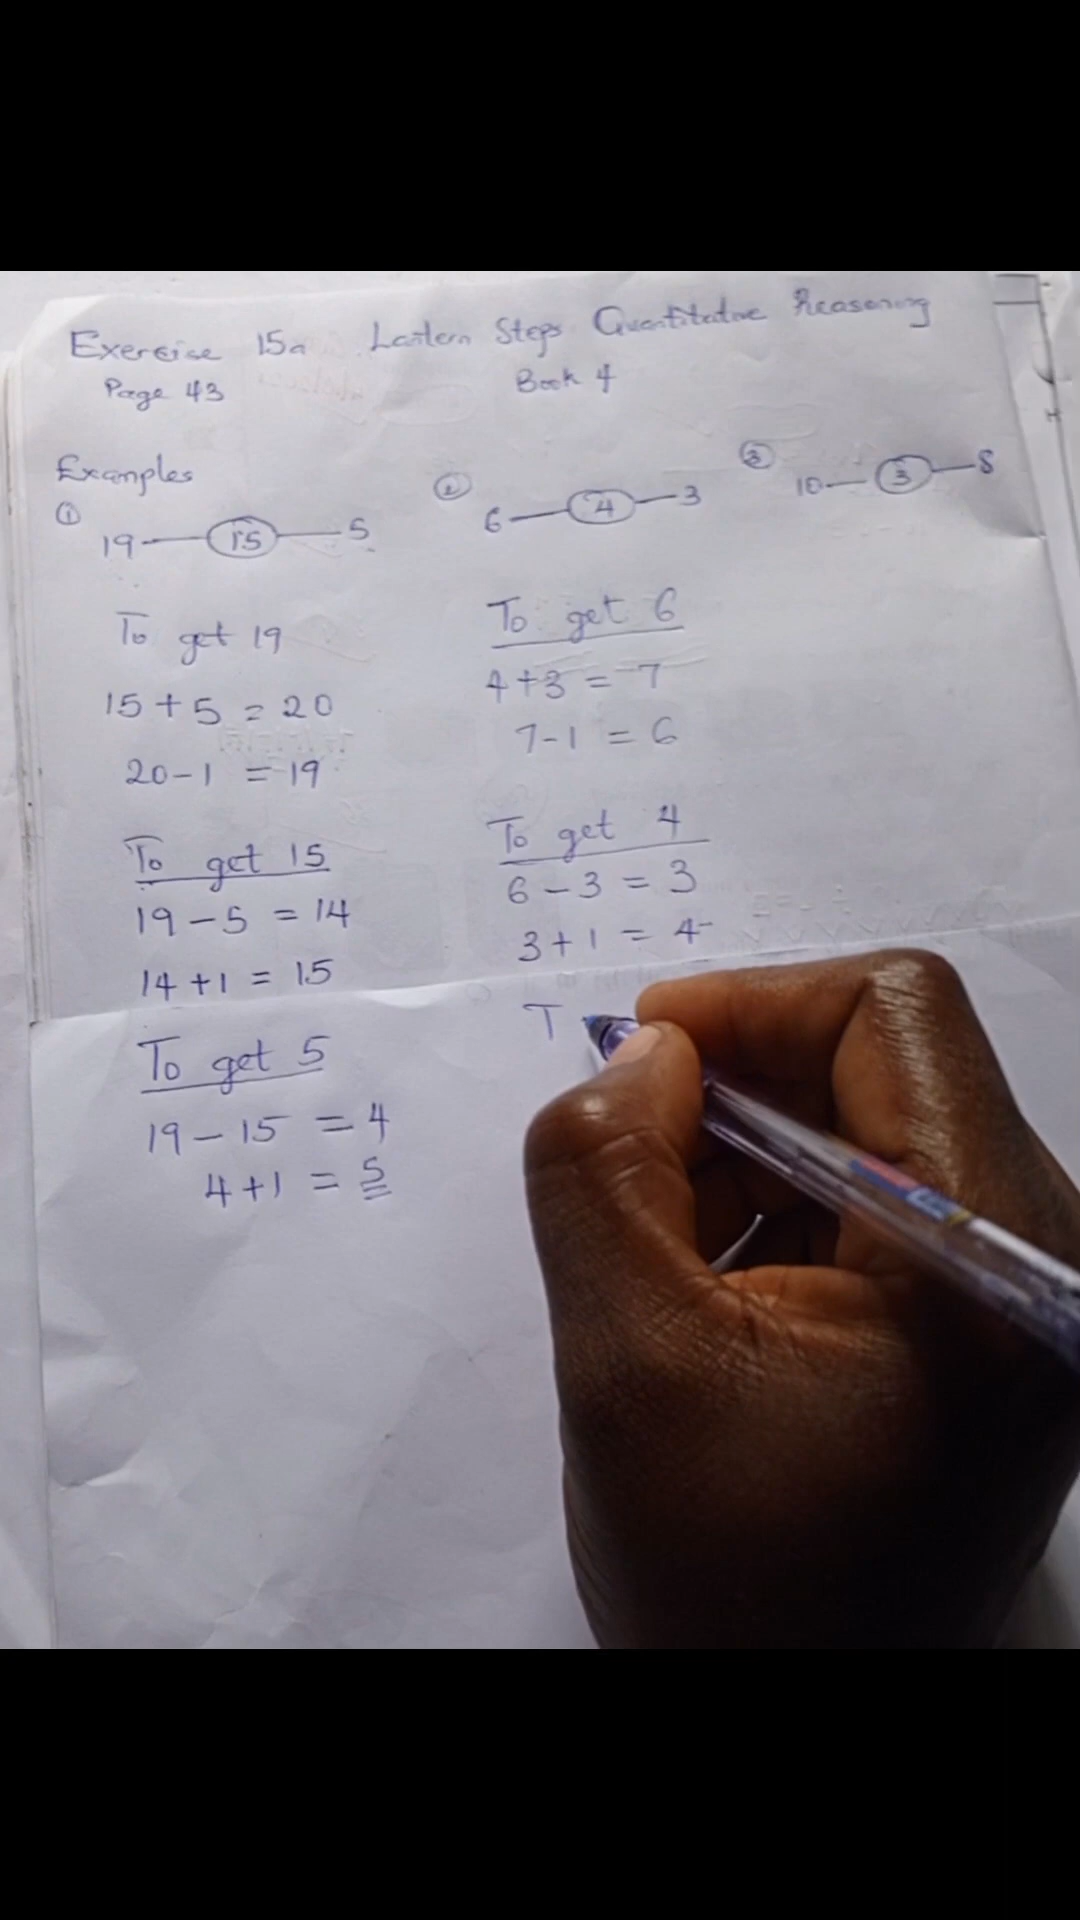 Exercise 15a Lantern Steps Quantitative Reasoning
Page 43 Book 4
Examples
① 19 — 15 — 5
② 6 — 4 — 3
③ 10 — 3 — 8
To get 19
15 + 5 = 20
20 - 1 = 19
To get 15
19 - 5 = 14
14 + 1 = 15
To get 5
19 - 15 = 4
4 + 1 = 5
To get 6
4 + 3 = 7
7 - 1 = 6
To get 4
6 - 3 = 3
3 + 1 = 4
T